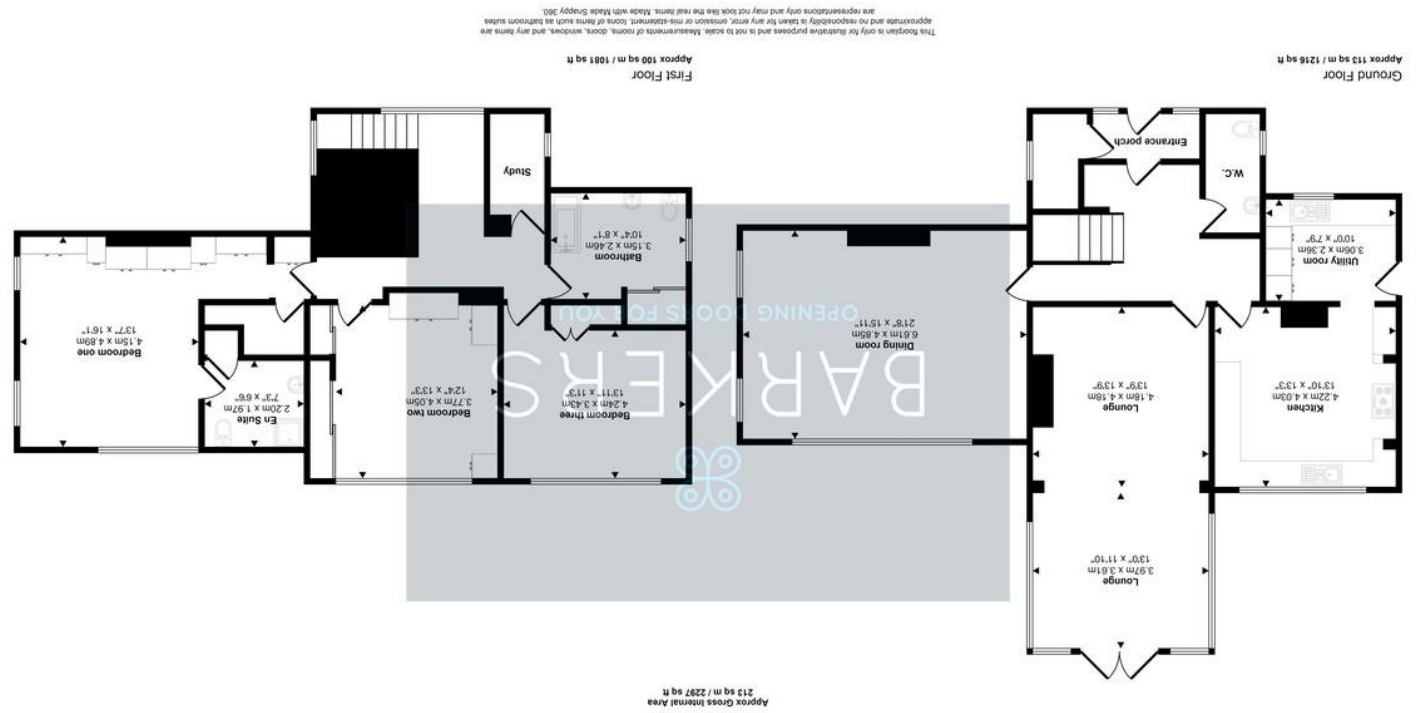 Approx Gross Internal Area
213 sq m / 2297 sq ft
Lounge
3.97m x 3.61m
13'0" x 11'10"
Kitchen
4.22m x 4.03m
13'10" x 13'3"
Lounge
4.18m x 4.18m
13'9" x 13'9"
Dining room
6.61m x 4.85m
21'8" x 15'11"
Utility room
3.06m x 2.36m
10'0" x 7'9"
W.C.
Entrance porch
Ground Floor
Approx 113 sq m / 1216 sq ft
Bedroom three
4.24m x 3.43m
13'11" x 11'3"
Bedroom two
3.77m x 4.05m
12'4" x 13'3"
En Suite
2.20m x 1.97m
7'3" x 6'6"
Bedroom one
4.15m x 4.89m
13'7" x 16'1"
Bathroom
3.15m x 2.46m
10'4" x 8'1"
Study
First Floor
Approx 100 sq m / 1081 sq ft
BARKERS
OPENING DOORS FOR YOU
This floorplan is only for illustrative purposes and is not to scale. Measurements of rooms, doors, windows, and any items are
approximate and no responsibility is taken for any error, omission or mis-statement. Icons of items such as bathroom suites
are representations only and may not look like the real items. Made with Made Snappy 360.